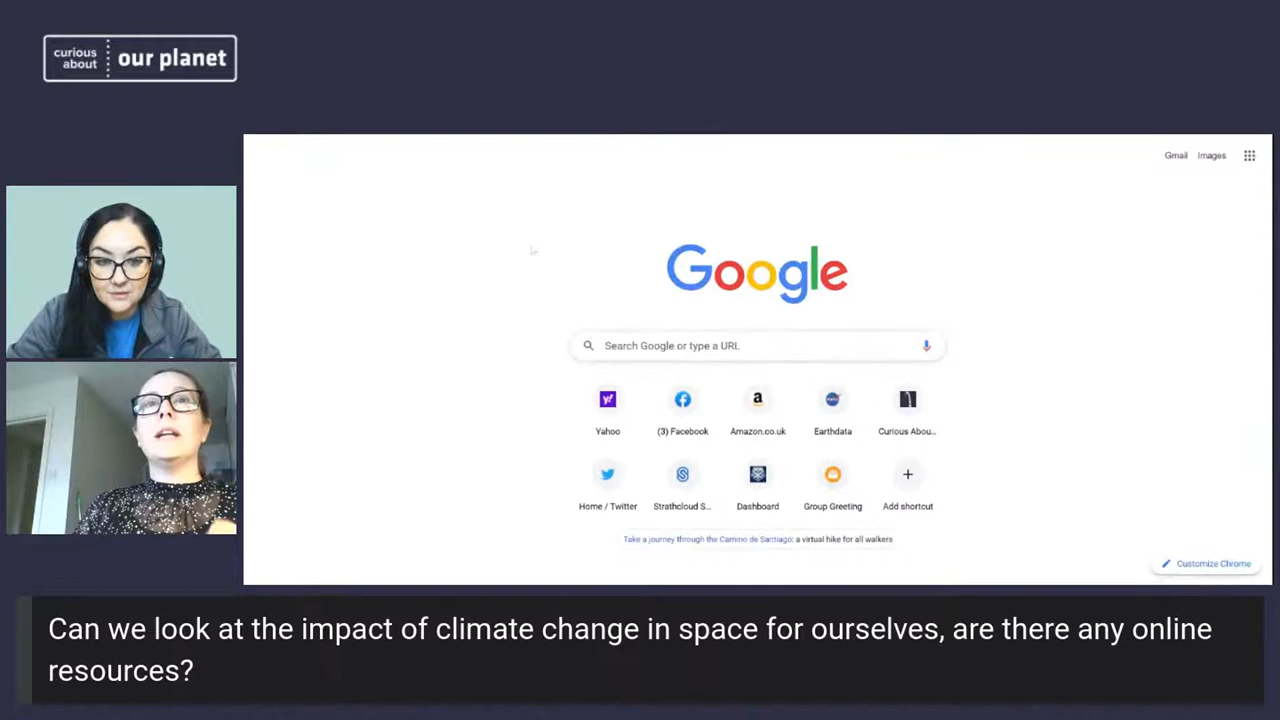 curious
about
our planet
Gmail Images
Google
Search Google or type a URL
Yahoo (3) Facebook Amazon.co.uk Earthdata Curious Abou...
Home / Twitter Strathcloud S... Dashboard Group Greeting Add shortcut
Take a journey through the Camino de Santiago: a virtual hike for all walkers
Customize Chrome
Can we look at the impact of climate change in space for ourselves, are there any online
resources?